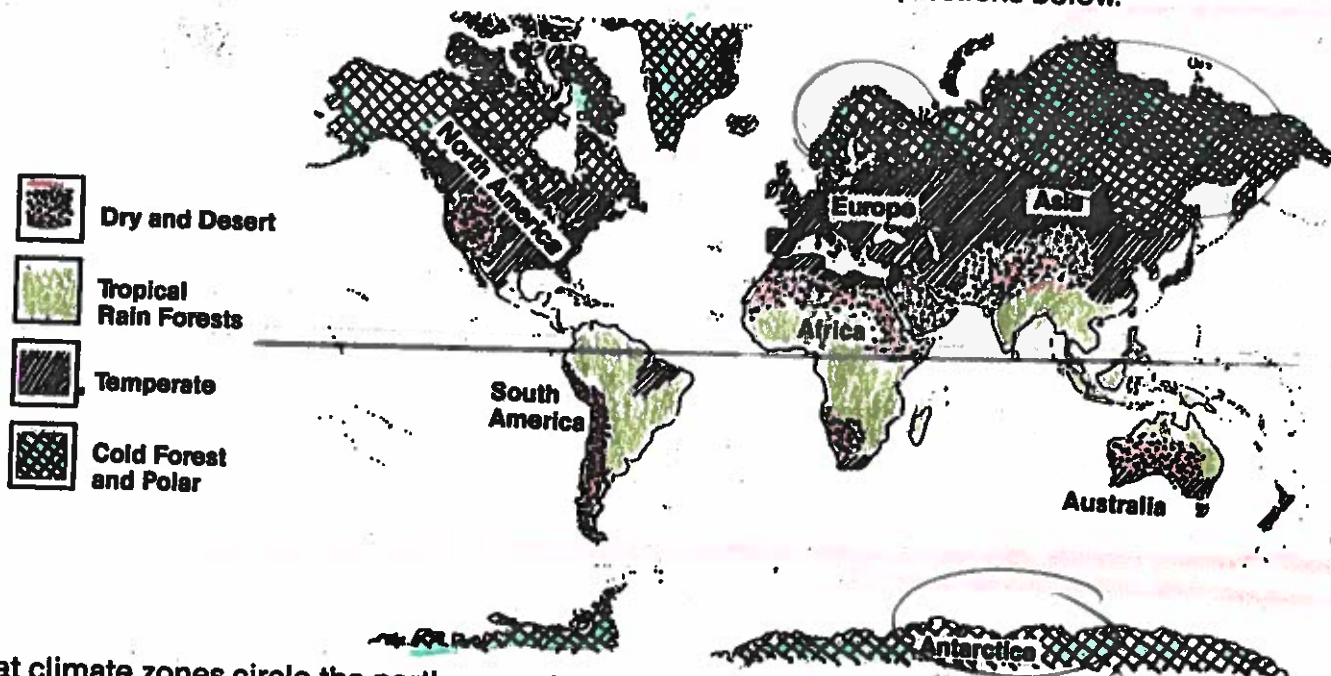 below.
North America
Europe
Asia
Dry and Desert
Tropical
Rain Forests
Africa
Temperate
South
America
Cold Forest
and Polar
Australia
Antarctica
climate zones circle the